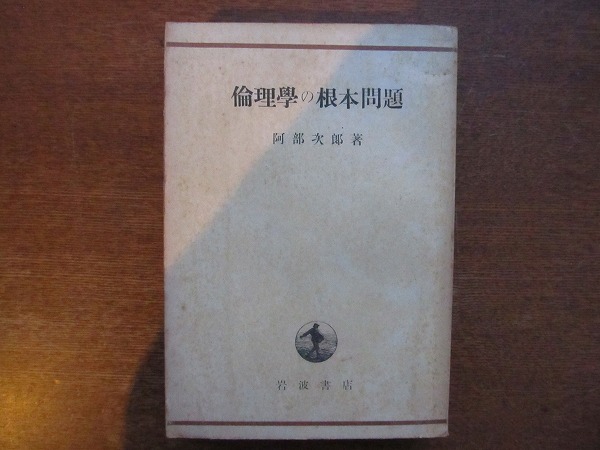 倫理學の根本問題
阿部次郎著
岩波書店